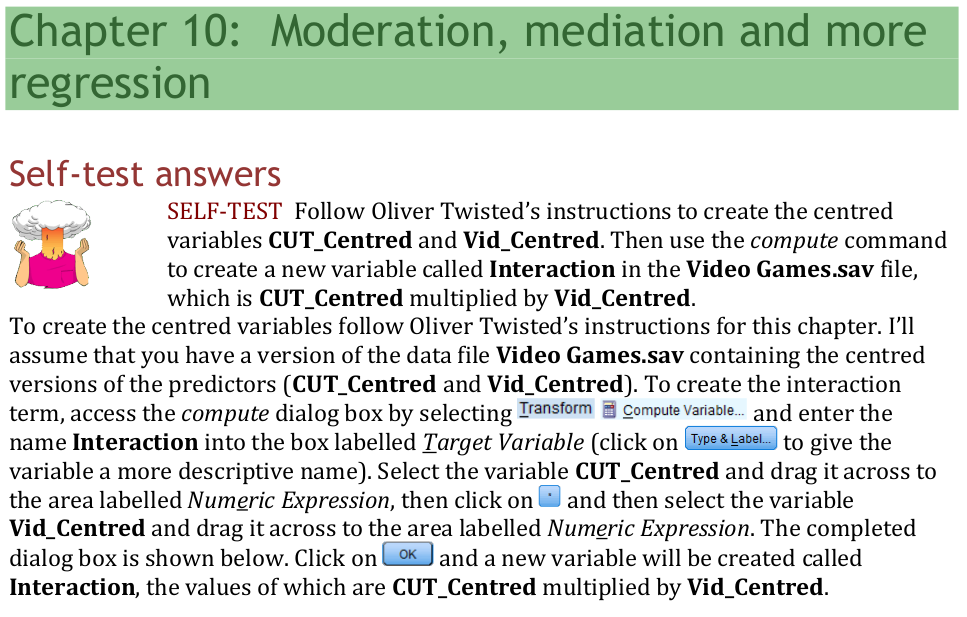 Chapter 10:  Moderation, mediation and more
regression
Self-test answers
SELF-TEST  Follow Oliver Twisted’s instructions to create the centred
variables CUT_Centred and Vid_Centred. Then use the compute command
to create a new variable called Interaction in the Video Games.sav file,
which is CUT_Centred multiplied by Vid_Centred.
To create the centred variables follow Oliver Twisted’s instructions for this chapter. I’ll
assume that you have a version of the data file Video Games.sav containing the centred
versions of the predictors (CUT_Centred and Vid_Centred). To create the interaction
term, access the compute dialog box by selecting Transform Compute Variable... and enter the
name Interaction into the box labelled Target Variable (click on Type & Label... to give the
variable a more descriptive name). Select the variable CUT_Centred and drag it across to
the area labelled Numeric Expression, then click on * and then select the variable
Vid_Centred and drag it across to the area labelled Numeric Expression. The completed
dialog box is shown below. Click on OK and a new variable will be created called
Interaction, the values of which are CUT_Centred multiplied by Vid_Centred.